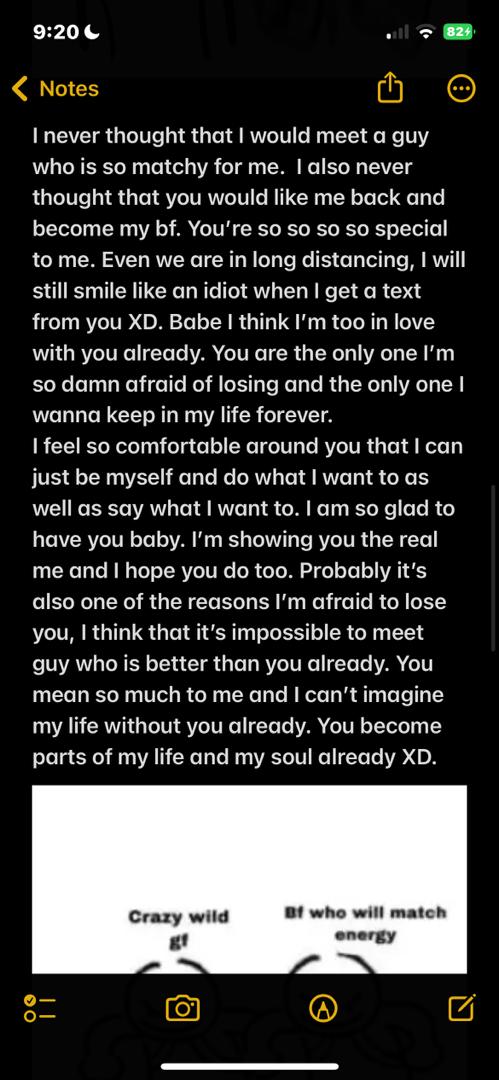 9:20
82
Notes
I never thought that I would meet a guy
who is so matchy for me.  I also never
thought that you would like me back and
become my bf. You're so so so so special
to me. Even we are in long distancing, I will
still smile like an idiot when I get a text
from you XD. Babe I think I'm too in love
with you already. You are the only one I'm
so damn afraid of losing and the only one I
wanna keep in my life forever.
I feel so comfortable around you that I can
just be myself and do what I want to as
well as say what I want to. I am so glad to
have you baby. I'm showing you the real
me and I hope you do too. Probably it's
also one of the reasons I'm afraid to lose
you, I think that it's impossible to meet
guy who is better than you already. You
mean so much to me and I can't imagine
my life without you already. You become
parts of my life and my soul already XD.
Crazy wild
gf
Bf who will match
energy